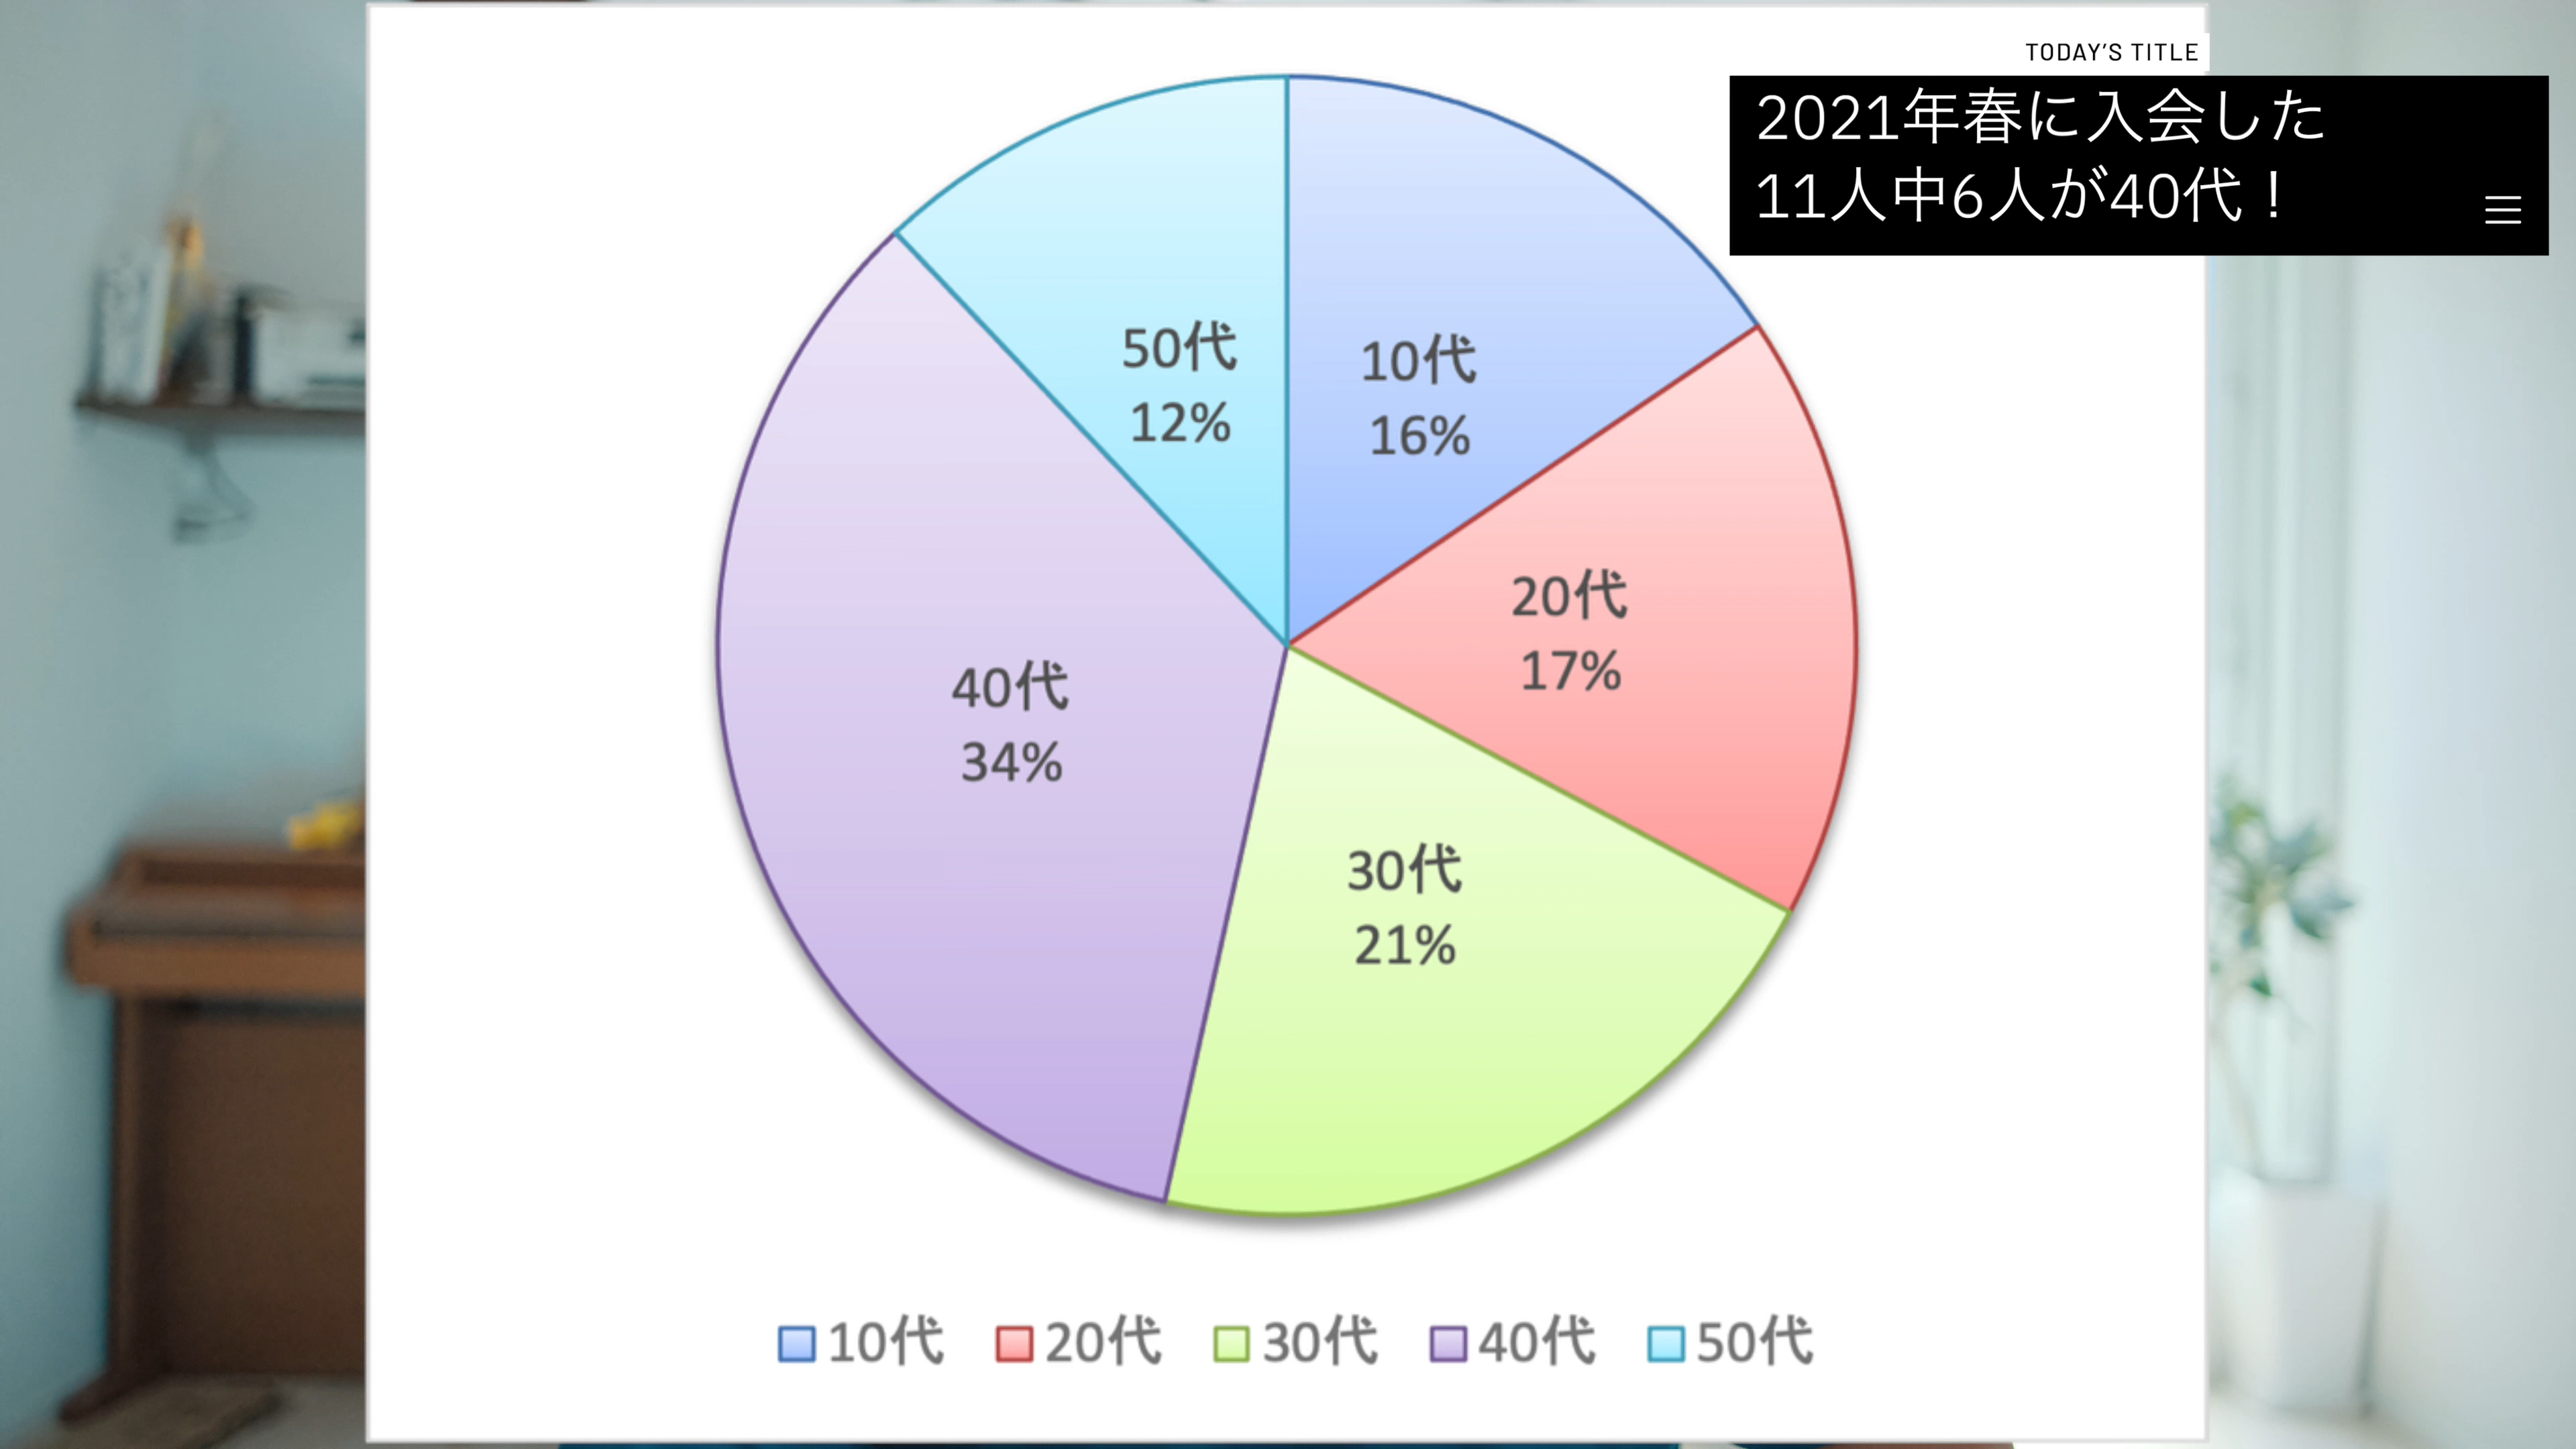 TODAY'S TITLE
2021年春に入会した
11人中6人が40代！
50代
12%
10代
16%
20代
17%
40代
34%
30代
21%
10代 20代 30代 40代 50代